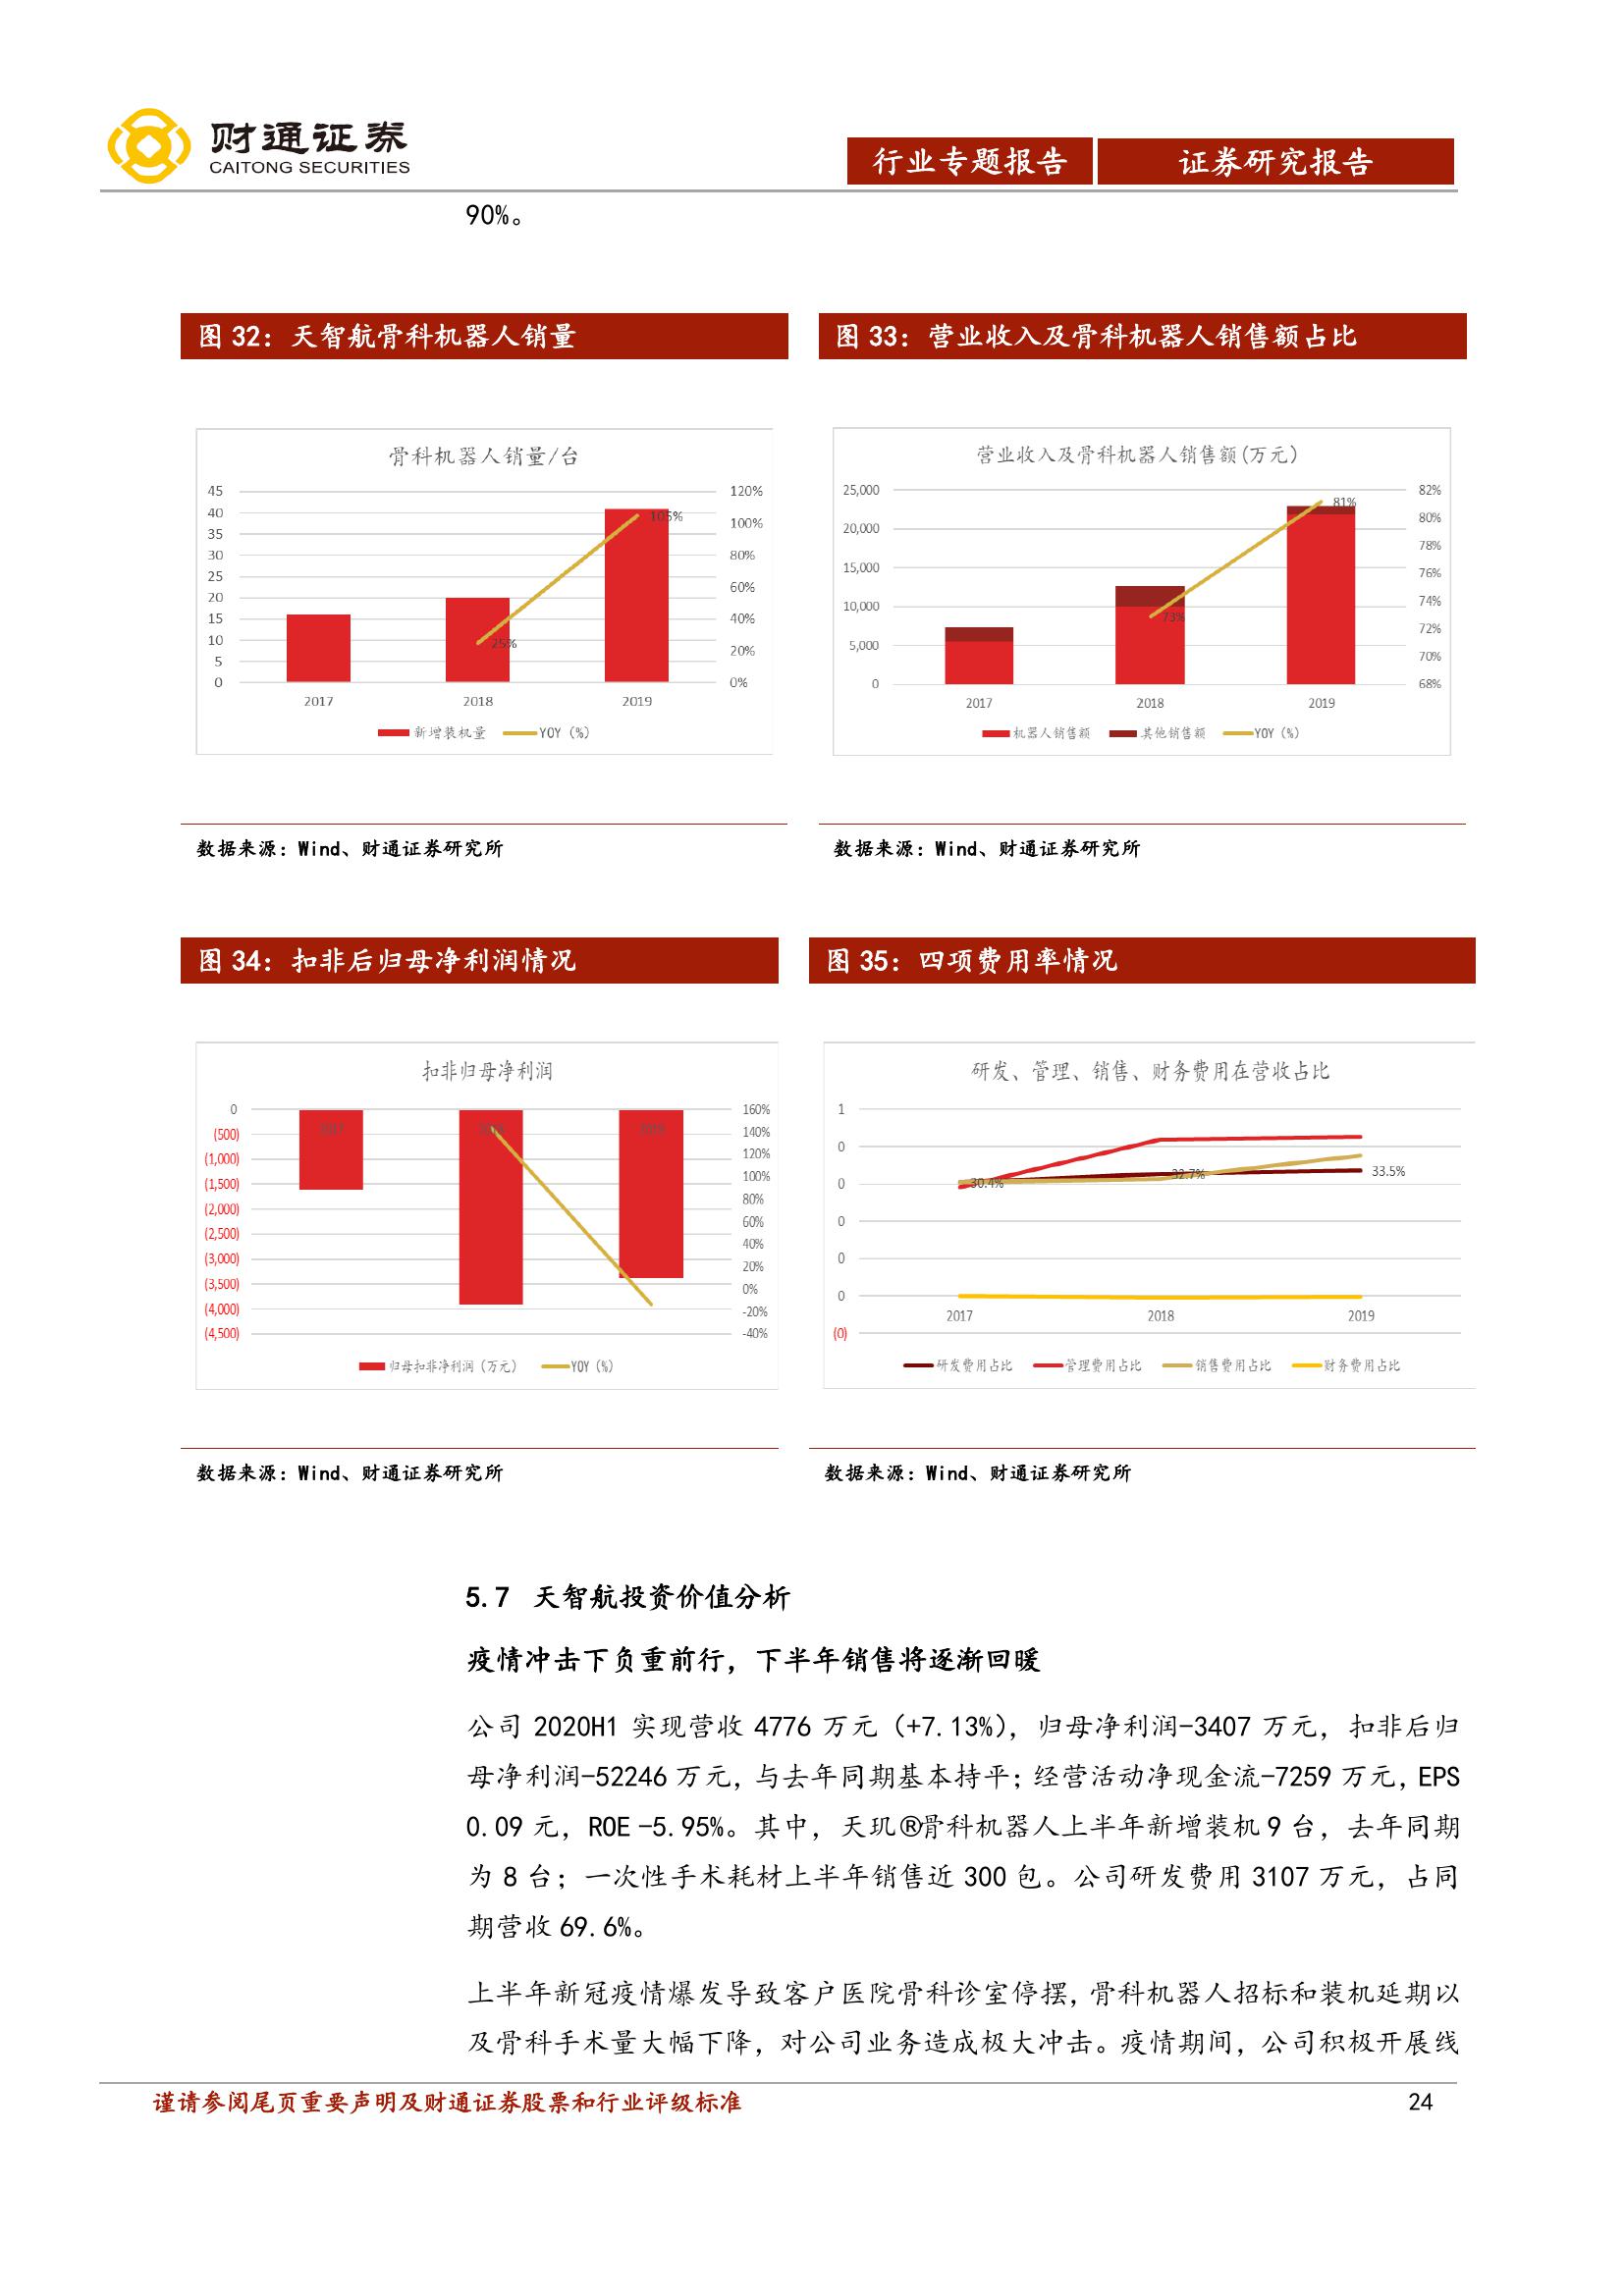 财通证券
CAITONG SECURITIES
行业专题报告 证券研究报告
90%。
图 32：天智航骨科机器人销量
骨科机器人销量/台
45
40
35
30
25
20
15
10
5
0
120%
100%
80%
60%
40%
20%
0%
105%
25%
2017 2018 2019
新增装机量 YOY（%）
数据来源：Wind、财通证券研究所
图 33：营业收入及骨科机器人销售额占比
营业收入及骨科机器人销售额(万元)
25,000
20,000
15,000
10,000
5,000
0
82%
80%
78%
76%
74%
72%
70%
68%
81%
73%
2017 2018 2019
机器人销售额 其他销售额 YOY（%）
数据来源：Wind、财通证券研究所
图 34：扣非后归母净利润情况
扣非归母净利润
0
(500)
(1,000)
(1,500)
(2,000)
(2,500)
(3,000)
(3,500)
(4,000)
(4,500)
160%
140%
120%
100%
80%
60%
40%
20%
0%
-20%
-40%
2017 2018 2019
归母扣非净利润（万元） YOY（%）
数据来源：Wind、财通证券研究所
图 35：四项费用率情况
研发、管理、销售、财务费用在营收占比
1
0
0
0
0
0
(0)
30.4% 32.7% 33.5%
2017 2018 2019
研发费用占比 管理费用占比 销售费用占比 财务费用占比
数据来源：Wind、财通证券研究所
5.7 天智航投资价值分析
疫情冲击下负重前行，下半年销售将逐渐回暖
公司 2020H1 实现营收 4776 万元（+7.13%），归母净利润-3407 万元，扣非后归
母净利润-52246 万元，与去年同期基本持平；经营活动净现金流-7259 万元，EPS
0.09 元，ROE -5.95%。其中，天玑®骨科机器人上半年新增装机 9 台，去年同期
为 8 台；一次性手术耗材上半年销售近 300 包。公司研发费用 3107 万元，占同
期营收 69.6%。
上半年新冠疫情爆发导致客户医院骨科诊室停摆，骨科机器人招标和装机延期以
及骨科手术量大幅下降，对公司业务造成极大冲击。疫情期间，公司积极开展线
谨请参阅尾页重要声明及财通证券股票和行业评级标准 24